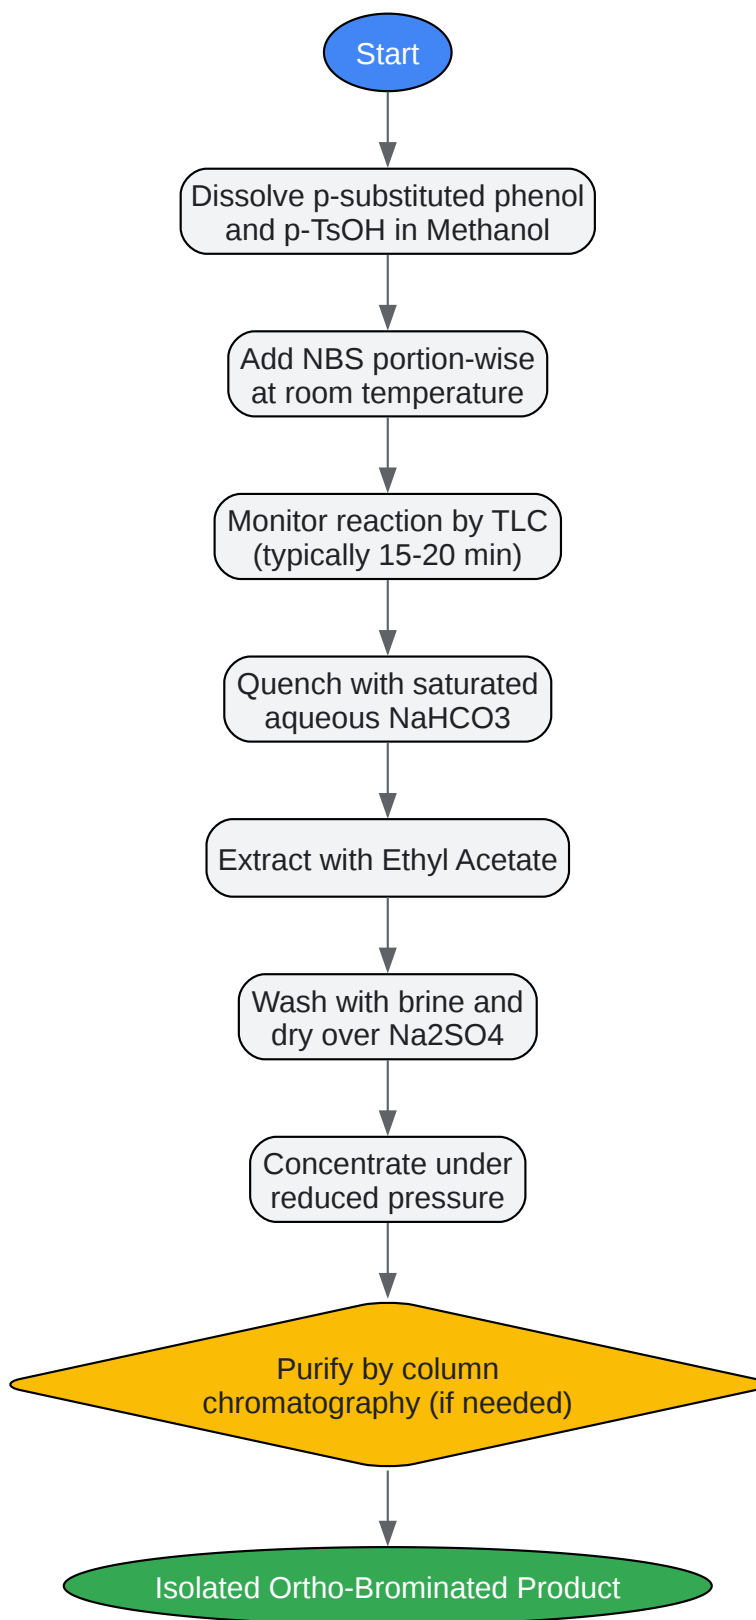 Start
Dissolve p-substituted phenol
and p-TsOH in Methanol
Add NBS portion-wise
at room temperature
Monitor reaction by TLC
(typically 15-20 min)
Quench with saturated
aqueous NaHCO3
Extract with Ethyl Acetate
Wash with brine and
dry over Na2SO4
Concentrate under
reduced pressure
Purify by column
chromatography (if needed)
Isolated Ortho-Brominated Product